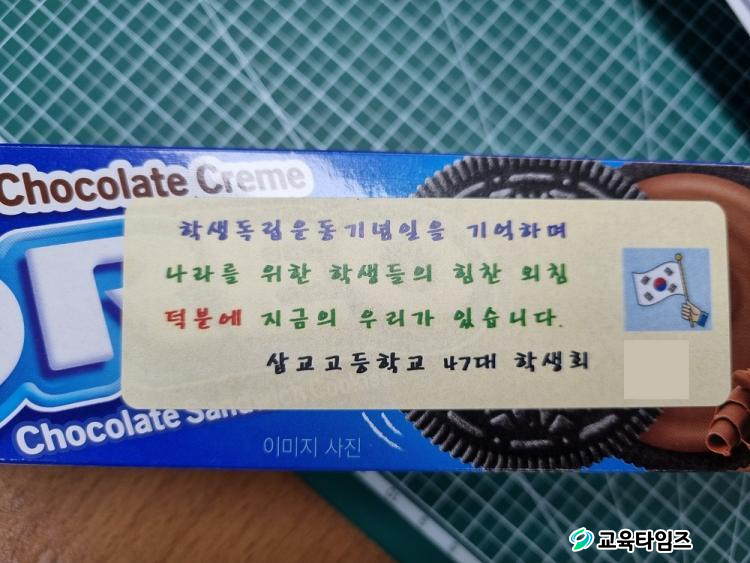 Chocolate Creme
학생독립운동기념일을 기억하며
나라를 위한 학생들의 힘찬 외침
덕분에 지금의 우리가 있습니다.
삽교고등학교 47대 학생회
Chocolate
이미지 사진
교육타임즈